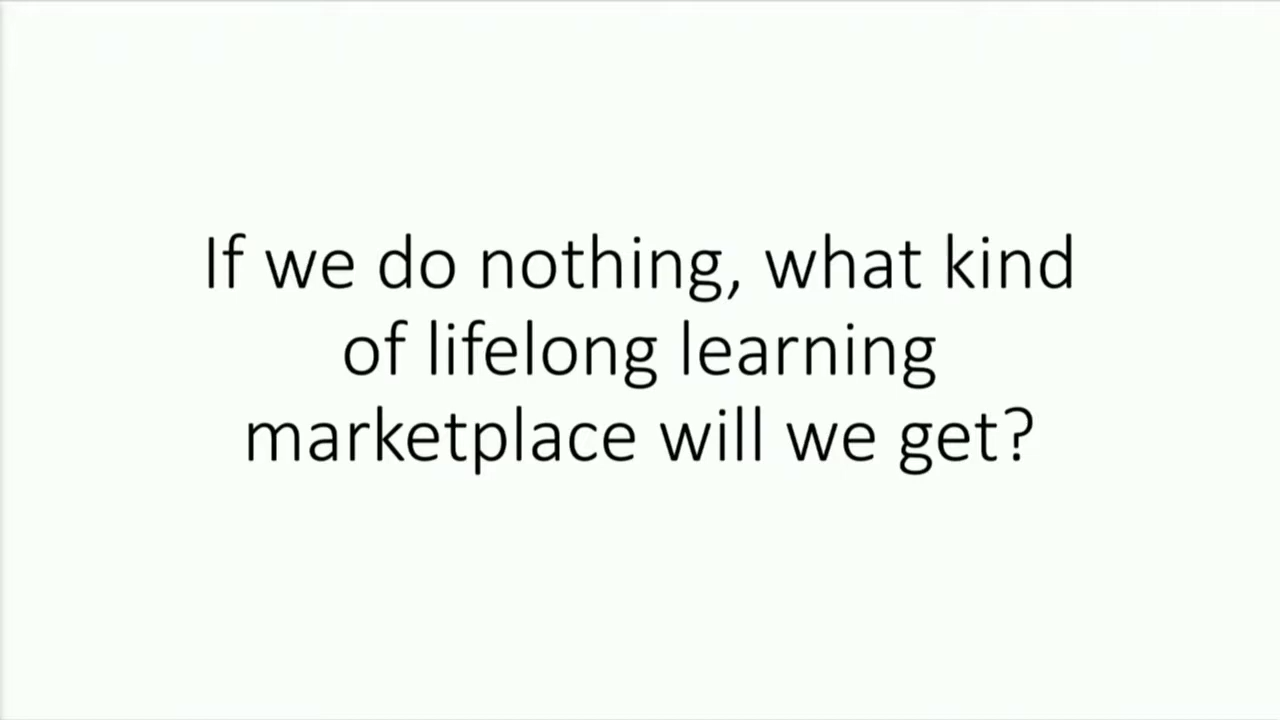 If we do nothing, what kind
of lifelong learning
marketplace will we get?